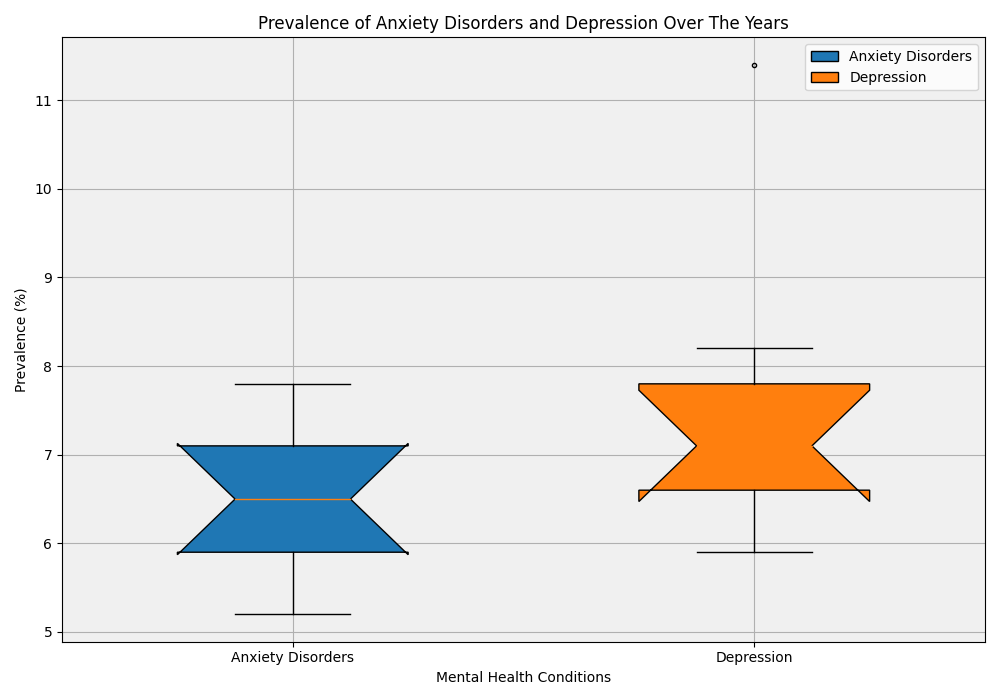 Prevalence of Anxiety Disorders and Depression Over The Years
Anxiety Disorders
Depression
11
10
9
8
7
6
5
Prevalence (%)
Anxiety Disorders
Depression
Mental Health Conditions